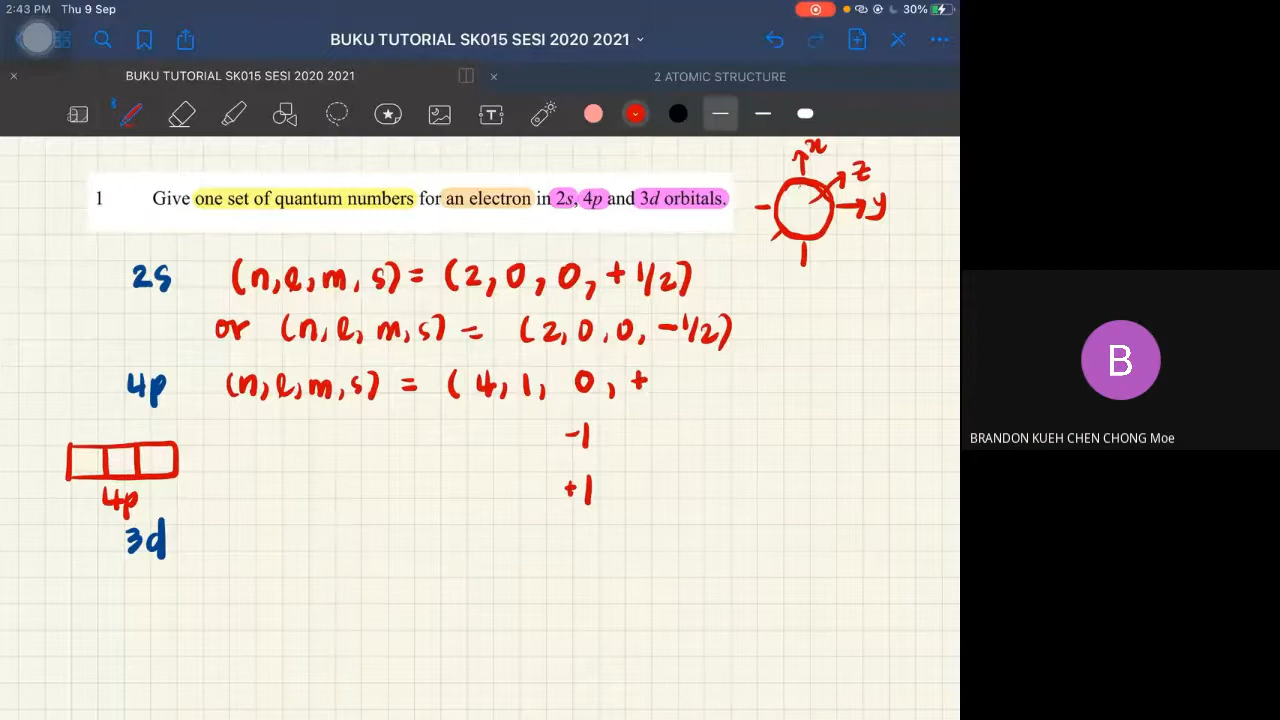 2:43 PM Thu 9 Sep 30%
BUKU TUTORIAL SK015 SESI 2020 2021
BUKU TUTORIAL SK015 SESI 2020 2021 2 ATOMIC STRUCTURE
T
1 Give one set of quantum numbers for an electron in 2s, 4p and 3d orbitals.
x
z
y
2s (n, l, m, s) = (2, 0, 0, + 1/2)
or (n, l, m, s) = (2, 0, 0, -1/2)
4p (n, l, m, s) = (4, 1, 0, +
-1
+1
4p
3d
B
BRANDON KUEH CHEN CHONG Moe